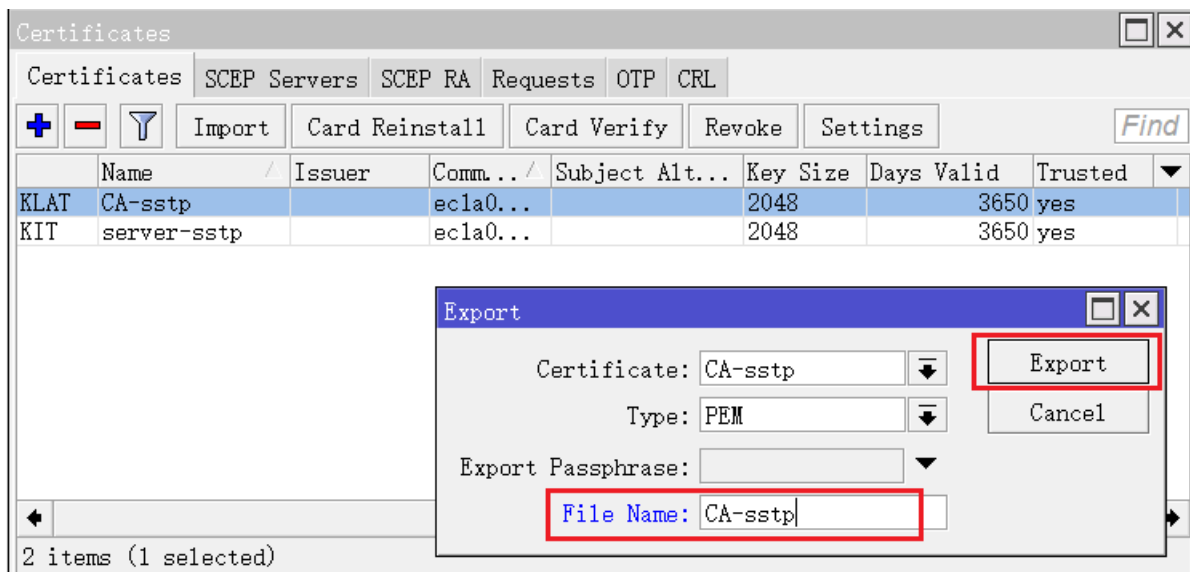 Certificates
Certificates SCEP Servers SCEP RA Requests OTP CRL
Import Card Reinstall Card Verify Revoke Settings Find
Name Issuer Comm... Subject Alt... Key Size Days Valid Trusted
KLAT CA-sstp ec1a0... 2048 3650 yes
KIT server-sstp ec1a0... 2048 3650 yes
Export
Certificate: CA-sstp Export
Type: PEM Cancel
Export Passphrase:
File Name: CA-sstp
2 items (1 selected)